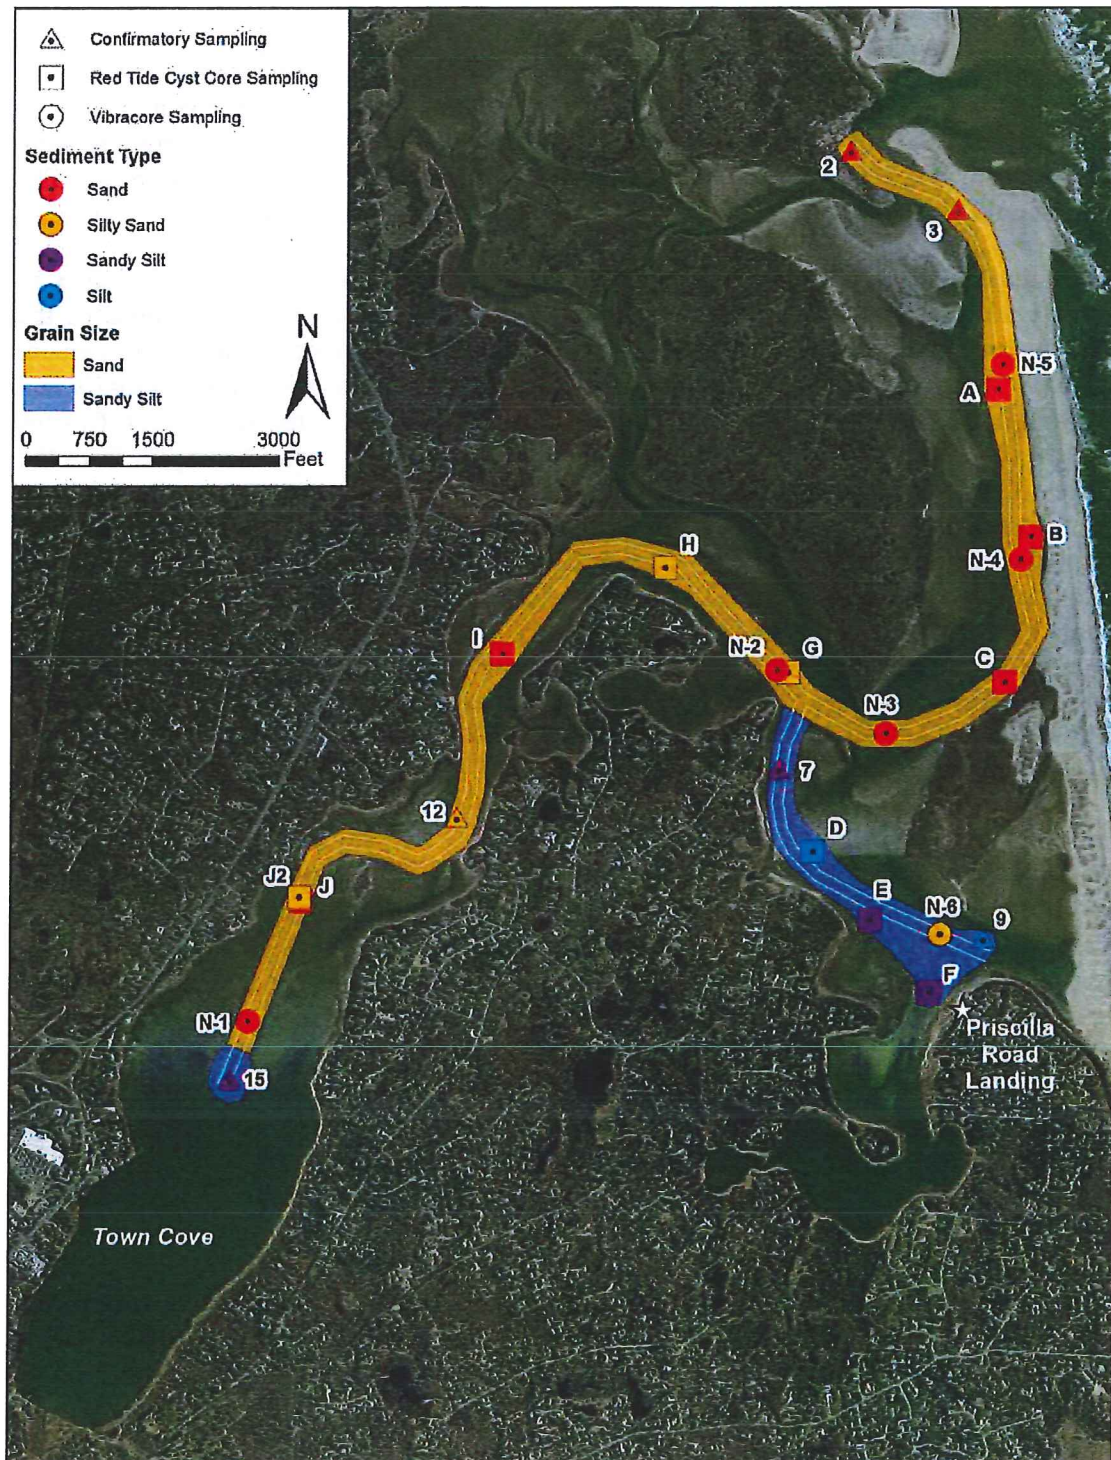 Confirmatory Sampling
Red Tide Cyst Core Sampling
Vibracore Sampling
Sediment Type
Sand
Silty Sand
Sandy Silt
Silt
Grain Size
Sand
Sandy Silt
N
0 750 1500 3000
Feet
2
3
N-5
A
B
N-4
H
I
N-2
G
C
N-3
7
12
D
J2
J
E
N-6
9
F
N-1
15
Priscilla
Road
Landing
Town Cove